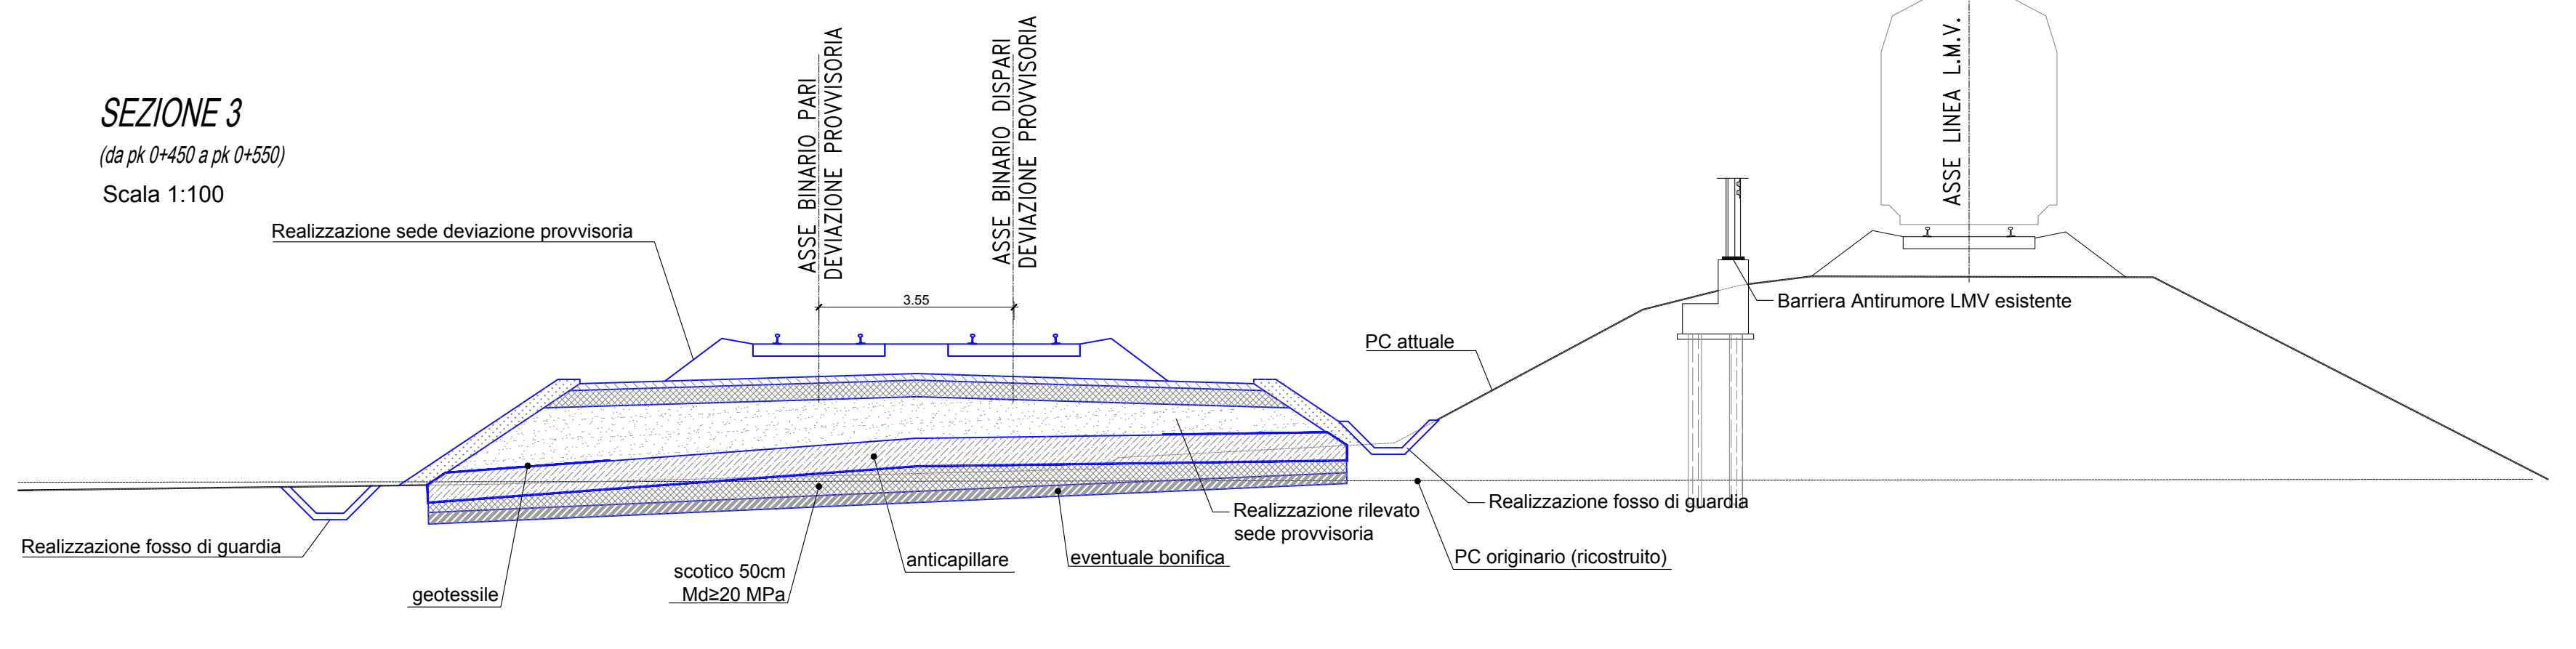 SEZIONE 3
(da pk 0+450 a pk 0+550)
Scala 1:100
Realizzazione sede deviazione provvisoria
ASSE BINARIO PARI
DEVIAZIONE PROVVISORIA
ASSE BINARIO DISPARI
DEVIAZIONE PROVVISORIA
3.55
ASSE LINEA L.M.V.
Barriera Antirumore LMV esistente
PC attuale
Realizzazione fosso di guardia
Realizzazione rilevato
sede provvisoria
PC originario (ricostruito)
eventuale bonifica
anticapillare
scotico 50cm
Md≥20 MPa
geotessile
Realizzazione fosso di guardia